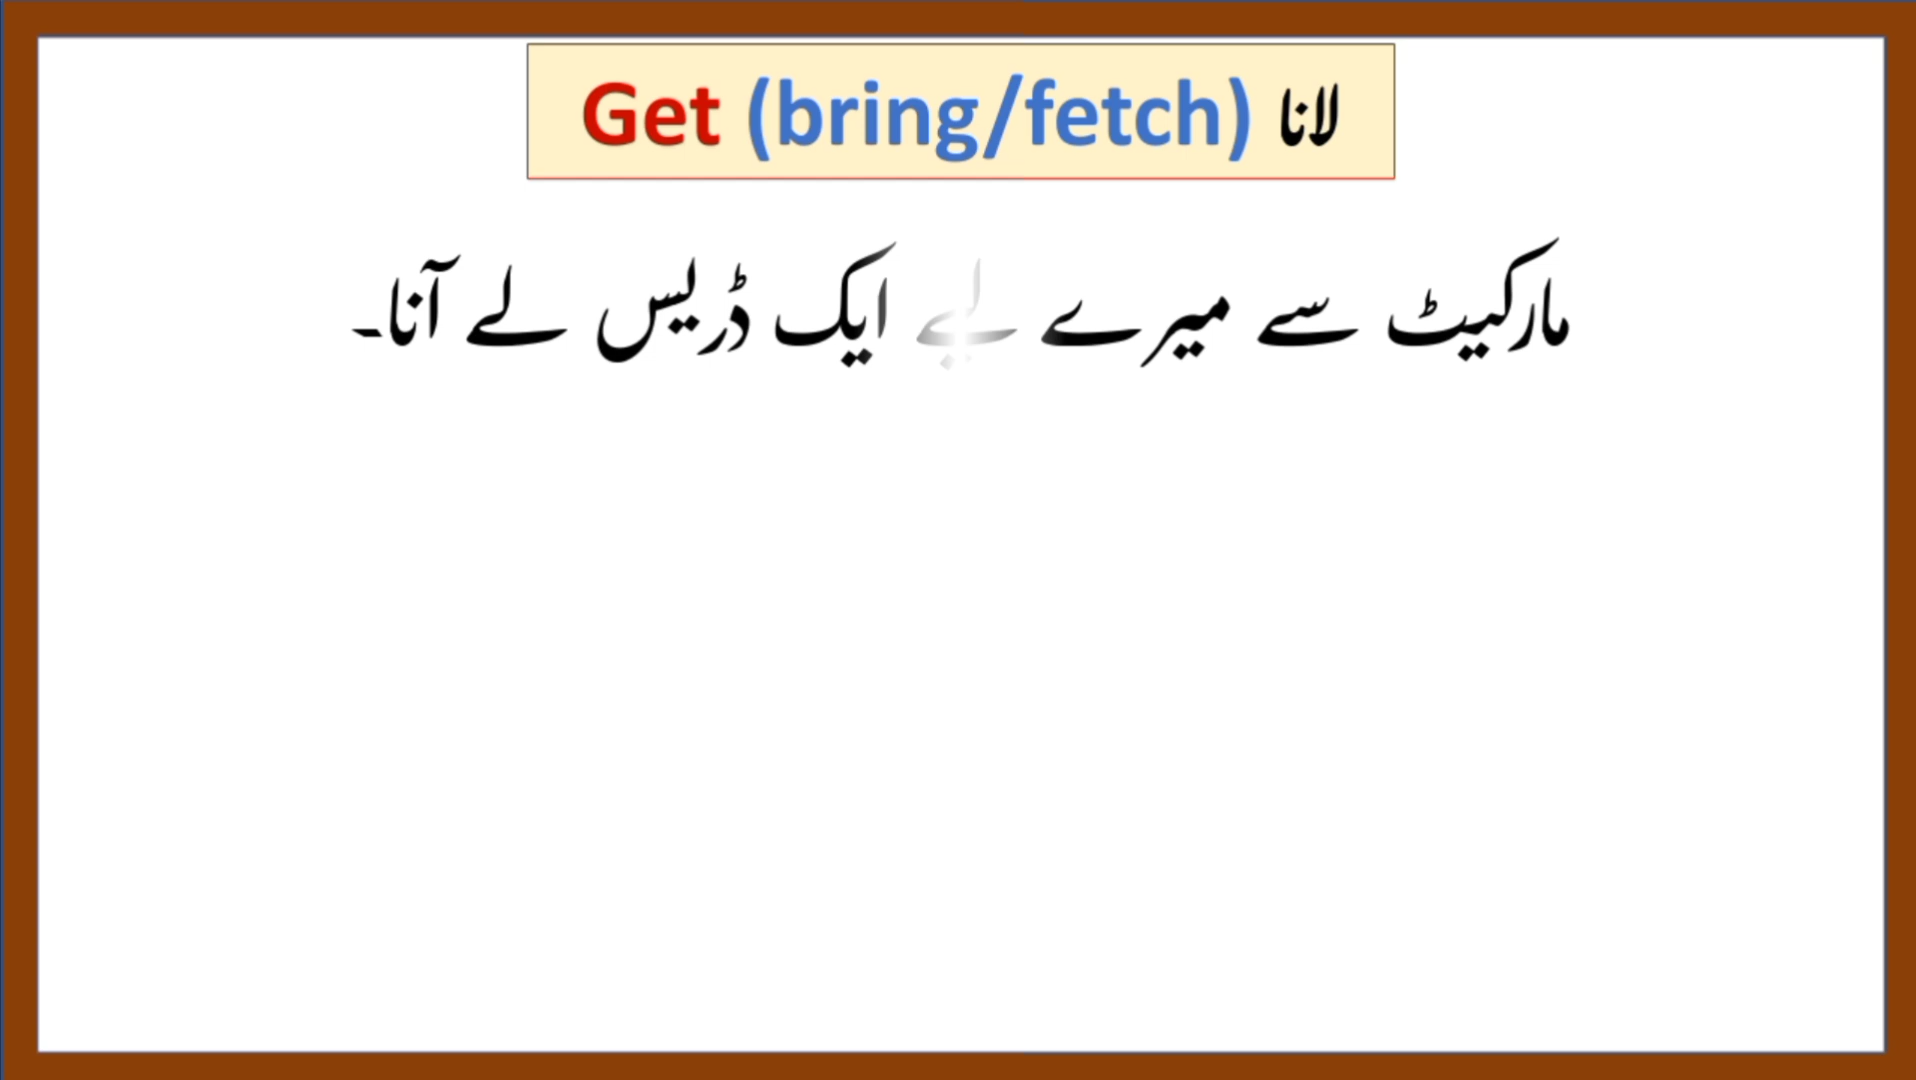 Get (bring/fetch) لانا
مارکیٹ سے میرے لیے ایک ڈریس لے آنا۔